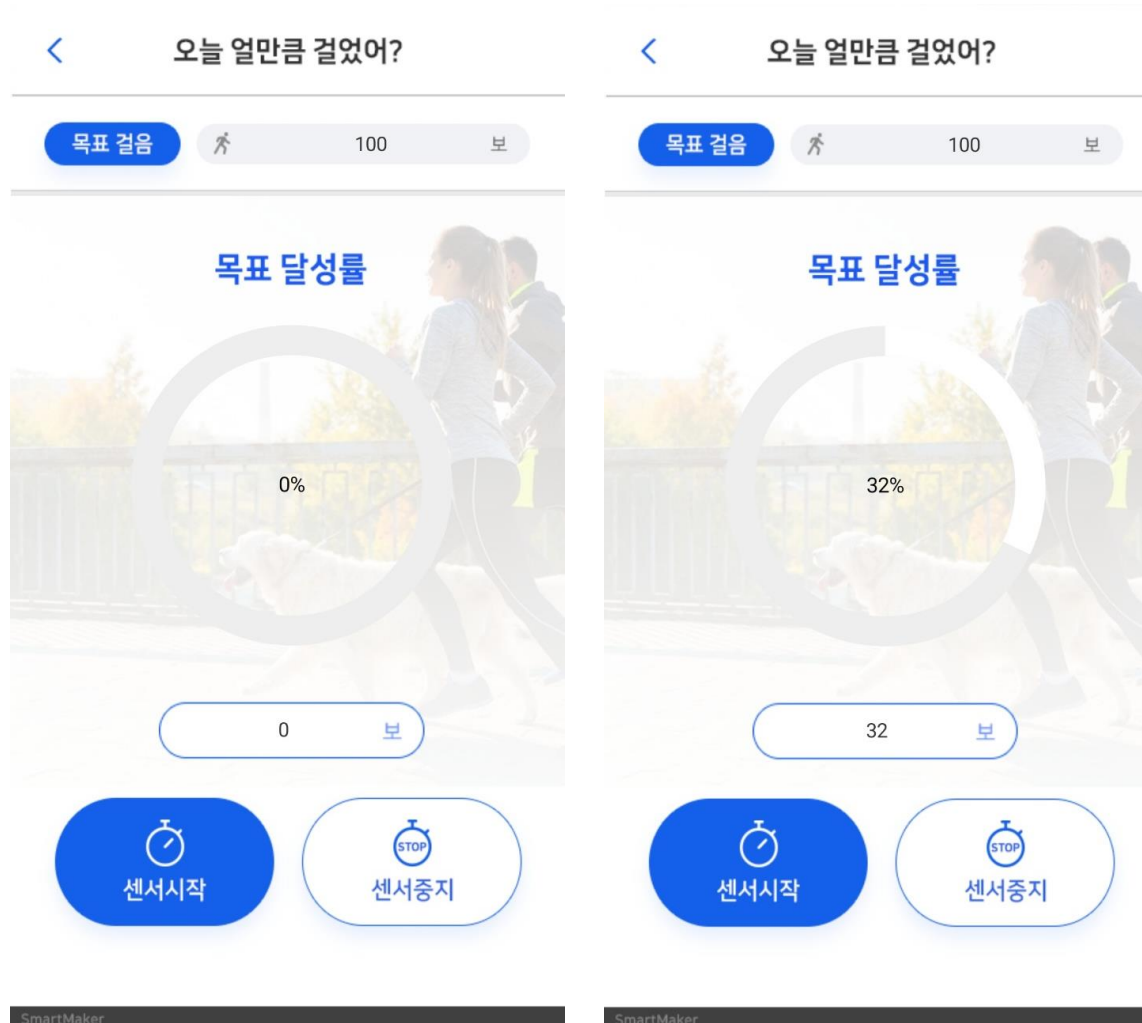 오늘 얼만큼 걸었어?
목표 걸음 100 보
목표 달성률
0%
0 보
STOP
센서시작 센서중지
SmartMaker
오늘 얼만큼 걸었어?
목표 걸음 100 보
목표 달성률
32%
32 보
STOP
센서시작 센서중지
SmartMaker